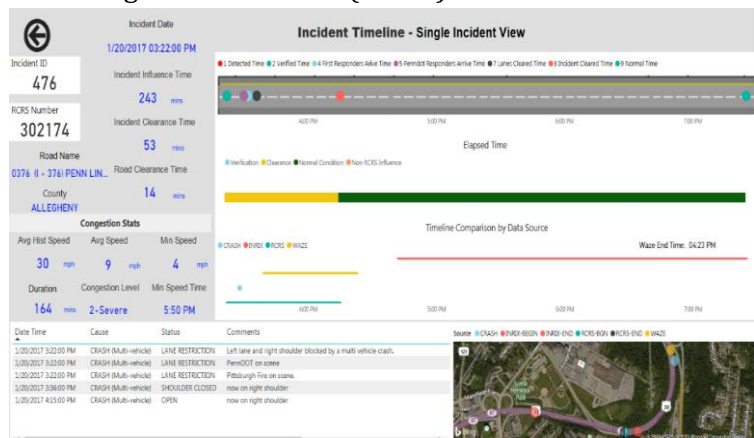 Incident Date
1/20/2017 03:22:00 PM
Incident Timeline - Single Incident View
Incident ID
476
Incident Influence Time
243 mins
RCRS Number
302174
Incident Clearance Time
53 mins
Road Name
0376 (I - 376) PENN LIN...
Road Clearance Time
14 mins
County
ALLEGHENY
Congestion Stats
Avg Hist Speed
Avg Speed
Min Speed
30 mph
9 mph
4 mph
Duration
Congestion Level
Min Speed Time
164 mins
2-Severe
5:50 PM
1 Detected Time 2 Verified Time 4 First Responders Arive Time 5 Penndot Responders Arrive Time 7 Lanes Cleared Time 8 Incident Cleared Time 9 Normal Time
4:00 PM 5:00 PM 6:00 PM 7:00 PM
Elapsed Time
Verification Clearance Normal Condition Non RCRS Influence
Timeline Comparison by Data Source
CRASH INRIX RCRS WAZE
Waze End Time: 04:23 PM
4:00 PM 5:00 PM 6:00 PM 7:00 PM
Date Time Cause Status Comments
1/20/2017 3:22:00 PM CRASH (Multi-vehicle) LANE RESTRICTION Left lane and right shoulder blocked by a multi vehicle crash.
1/20/2017 3:22:00 PM CRASH (Multi-vehicle) LANE RESTRICTION PennDOT on scene
1/20/2017 3:22:00 PM CRASH (Multi-vehicle) LANE RESTRICTION Pittsburgh Fire on scene.
1/20/2017 3:36:00 PM CRASH (Multi-vehicle) SHOULDER CLOSED now on right shoulder
1/20/2017 4:15:00 PM CRASH (Multi-vehicle) OPEN now on right shoulder
Source CRASH INRIX-BEGIN INRIX-END RCRS-BGN RCRS-END WAZE
bing